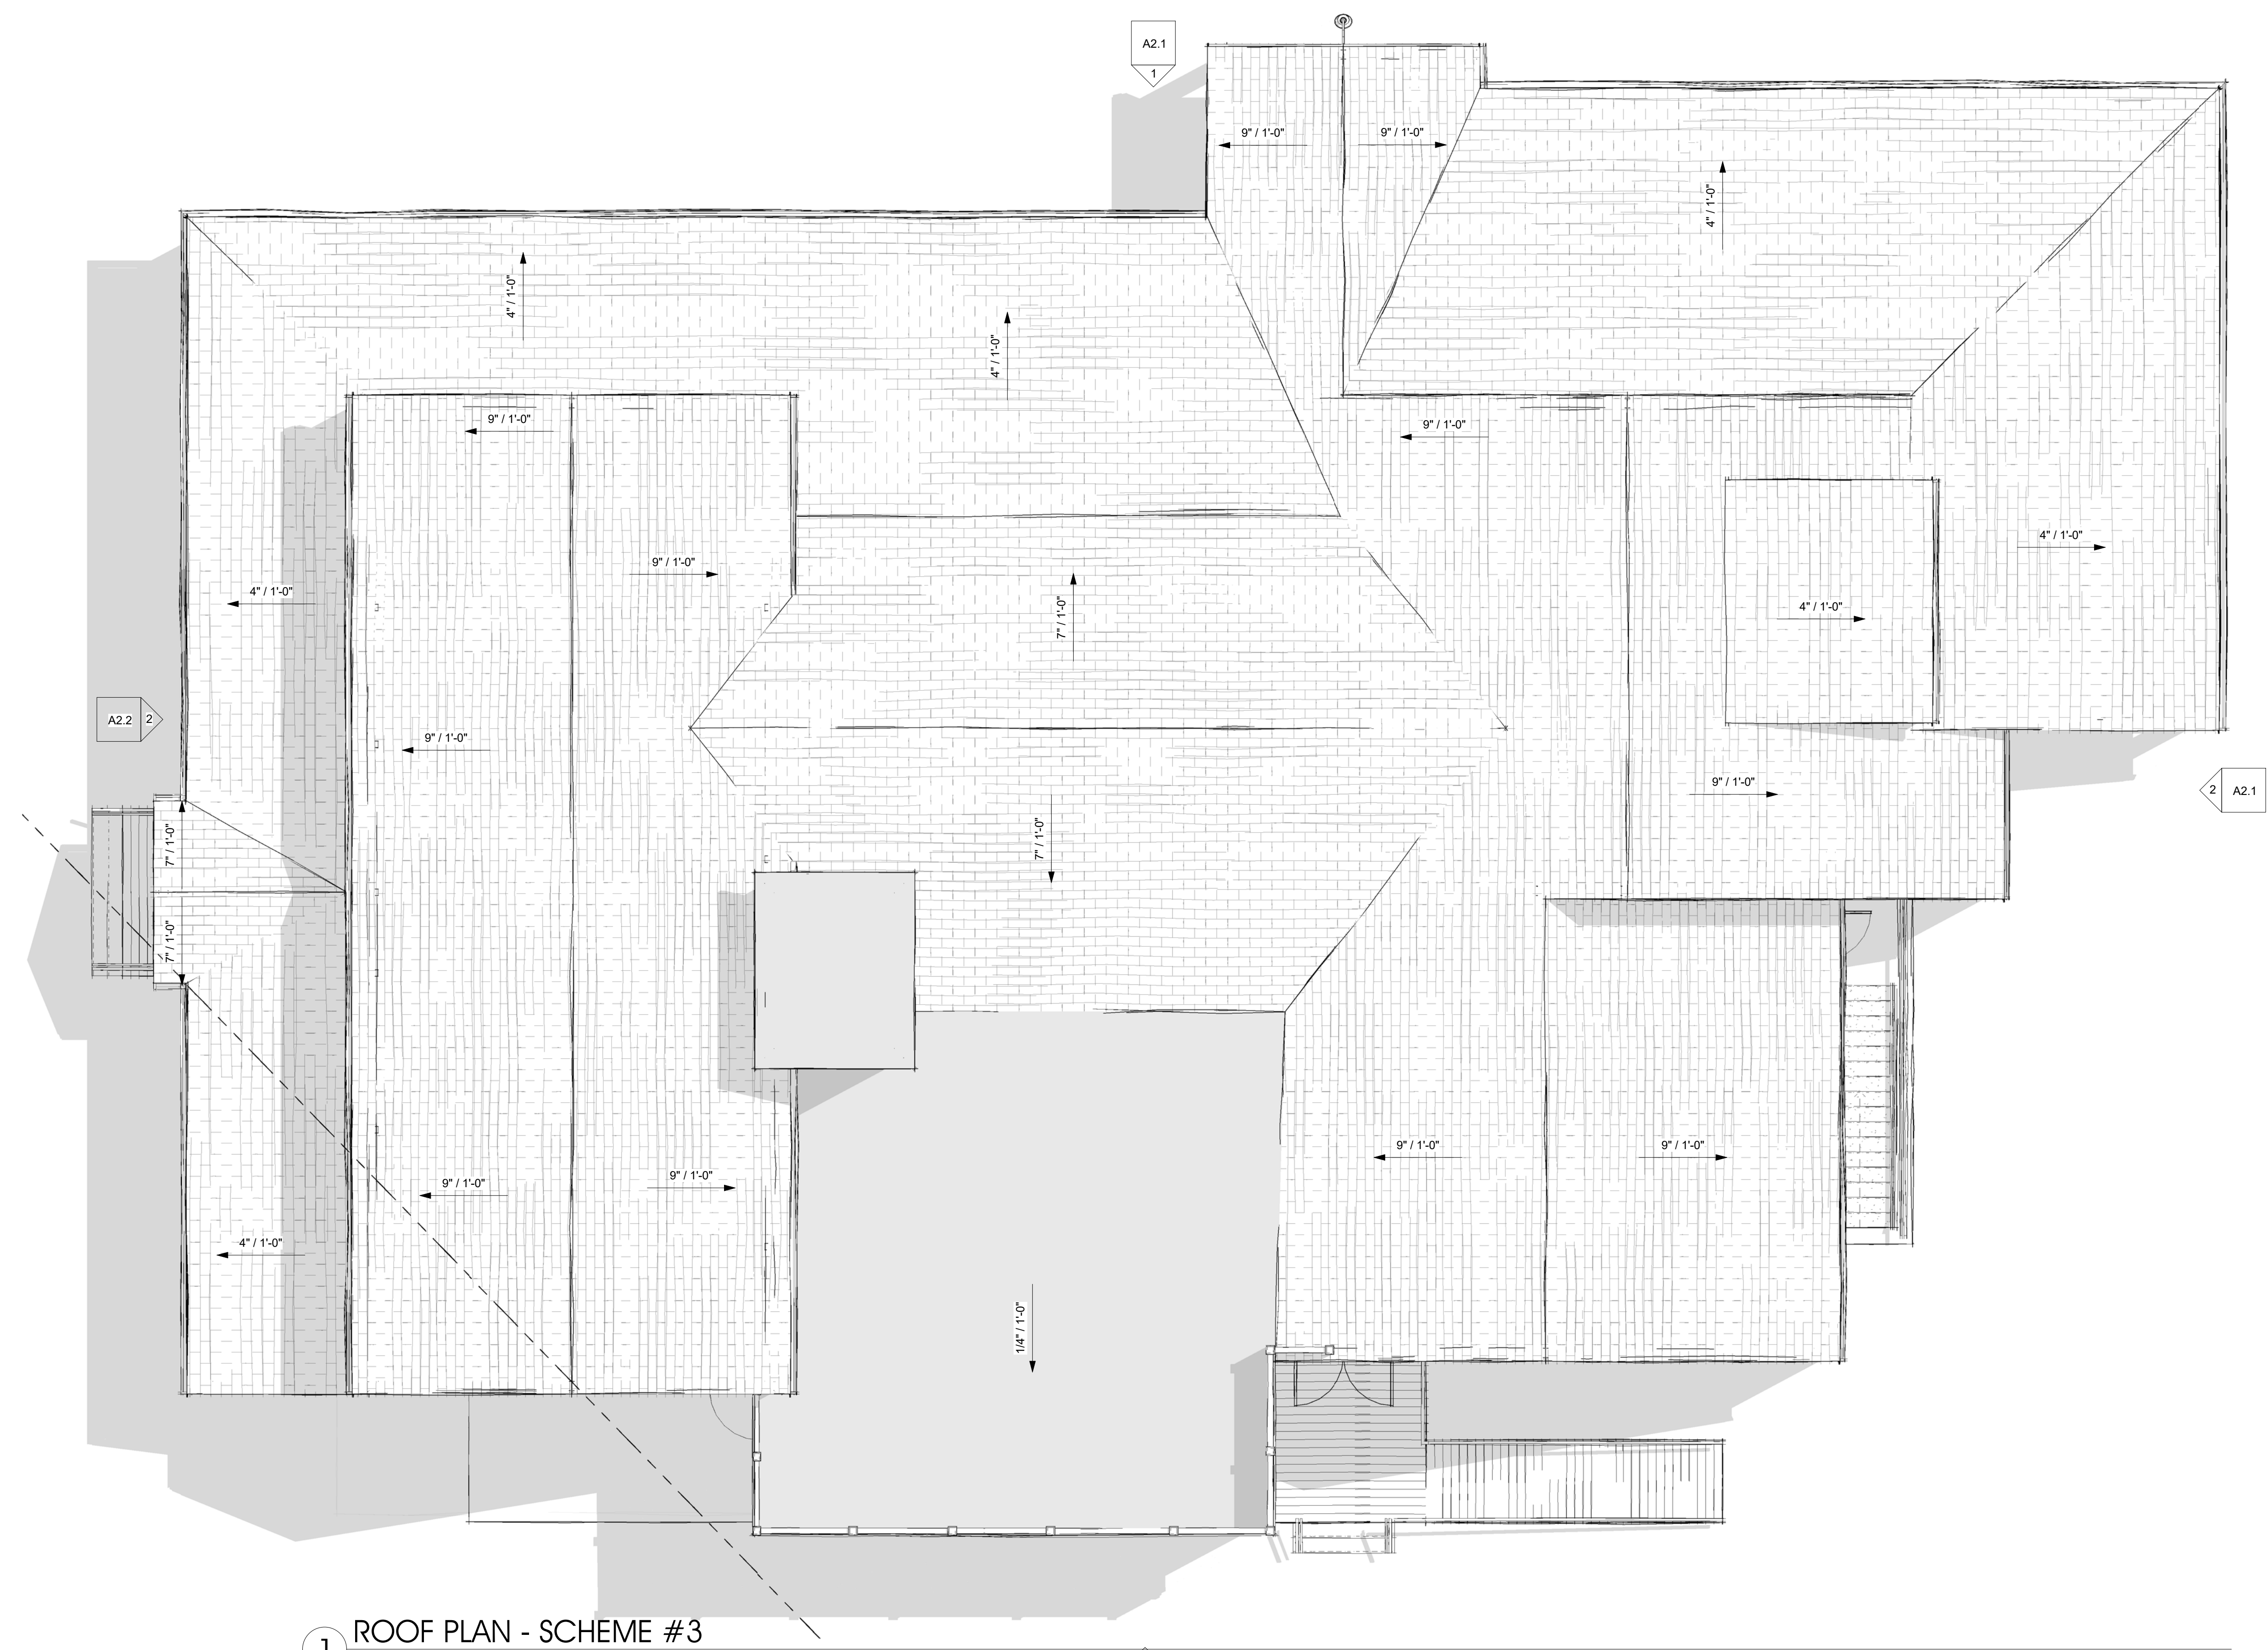 A2.1
1
9" / 1'-0"
9" / 1'-0"
4" / 1'-0"
4" / 1'-0"
4" / 1'-0"
9" / 1'-0"
9" / 1'-0"
4" / 1'-0"
9" / 1'-0"
4" / 1'-0"
7" / 1'-0"
4" / 1'-0"
A2.2
2
9" / 1'-0"
9" / 1'-0"
2
A2.1
7" / 1'-0"
7" / 1'-0"
7" / 1'-0"
9" / 1'-0"
9" / 1'-0"
9" / 1'-0"
9" / 1'-0"
4" / 1'-0"
1/4" / 1'-0"
1
ROOF PLAN - SCHEME #3